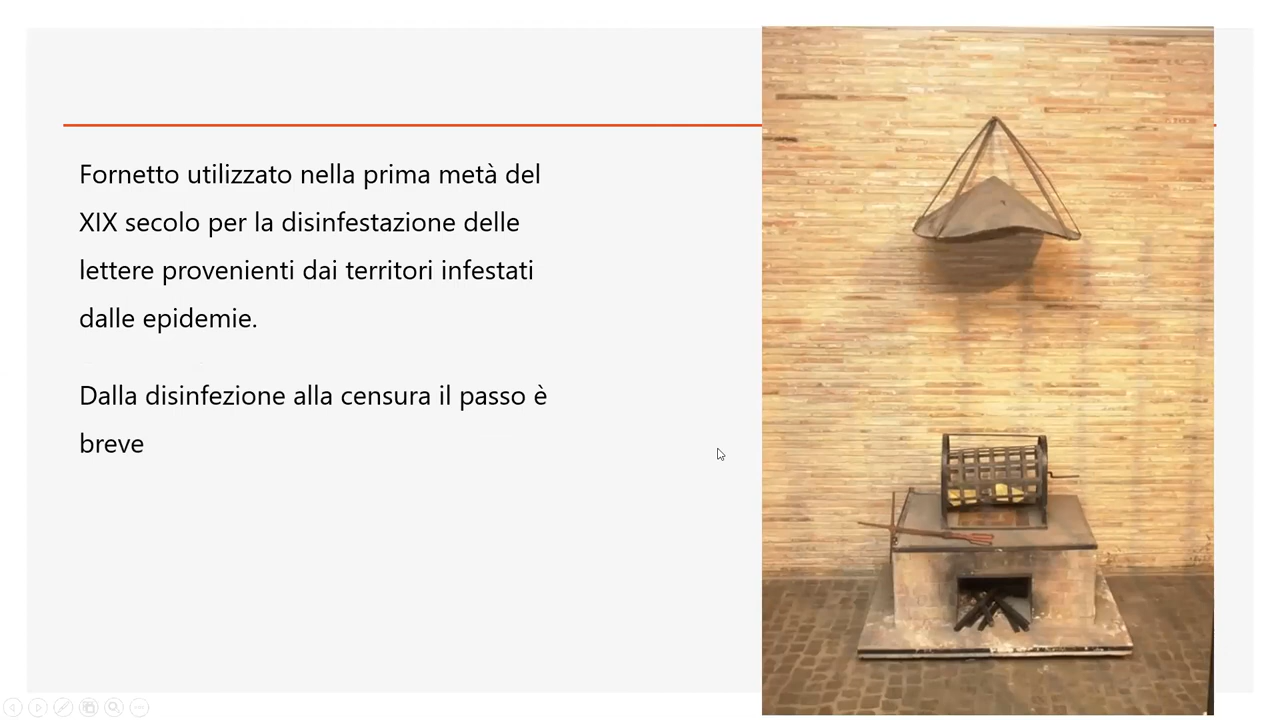 Fornetto utilizzato nella prima metà del
XIX secolo per la disinfestazione delle
lettere provenienti dai territori infestati
dalle epidemie.
Dalla disinfezione alla censura il passo è
breve